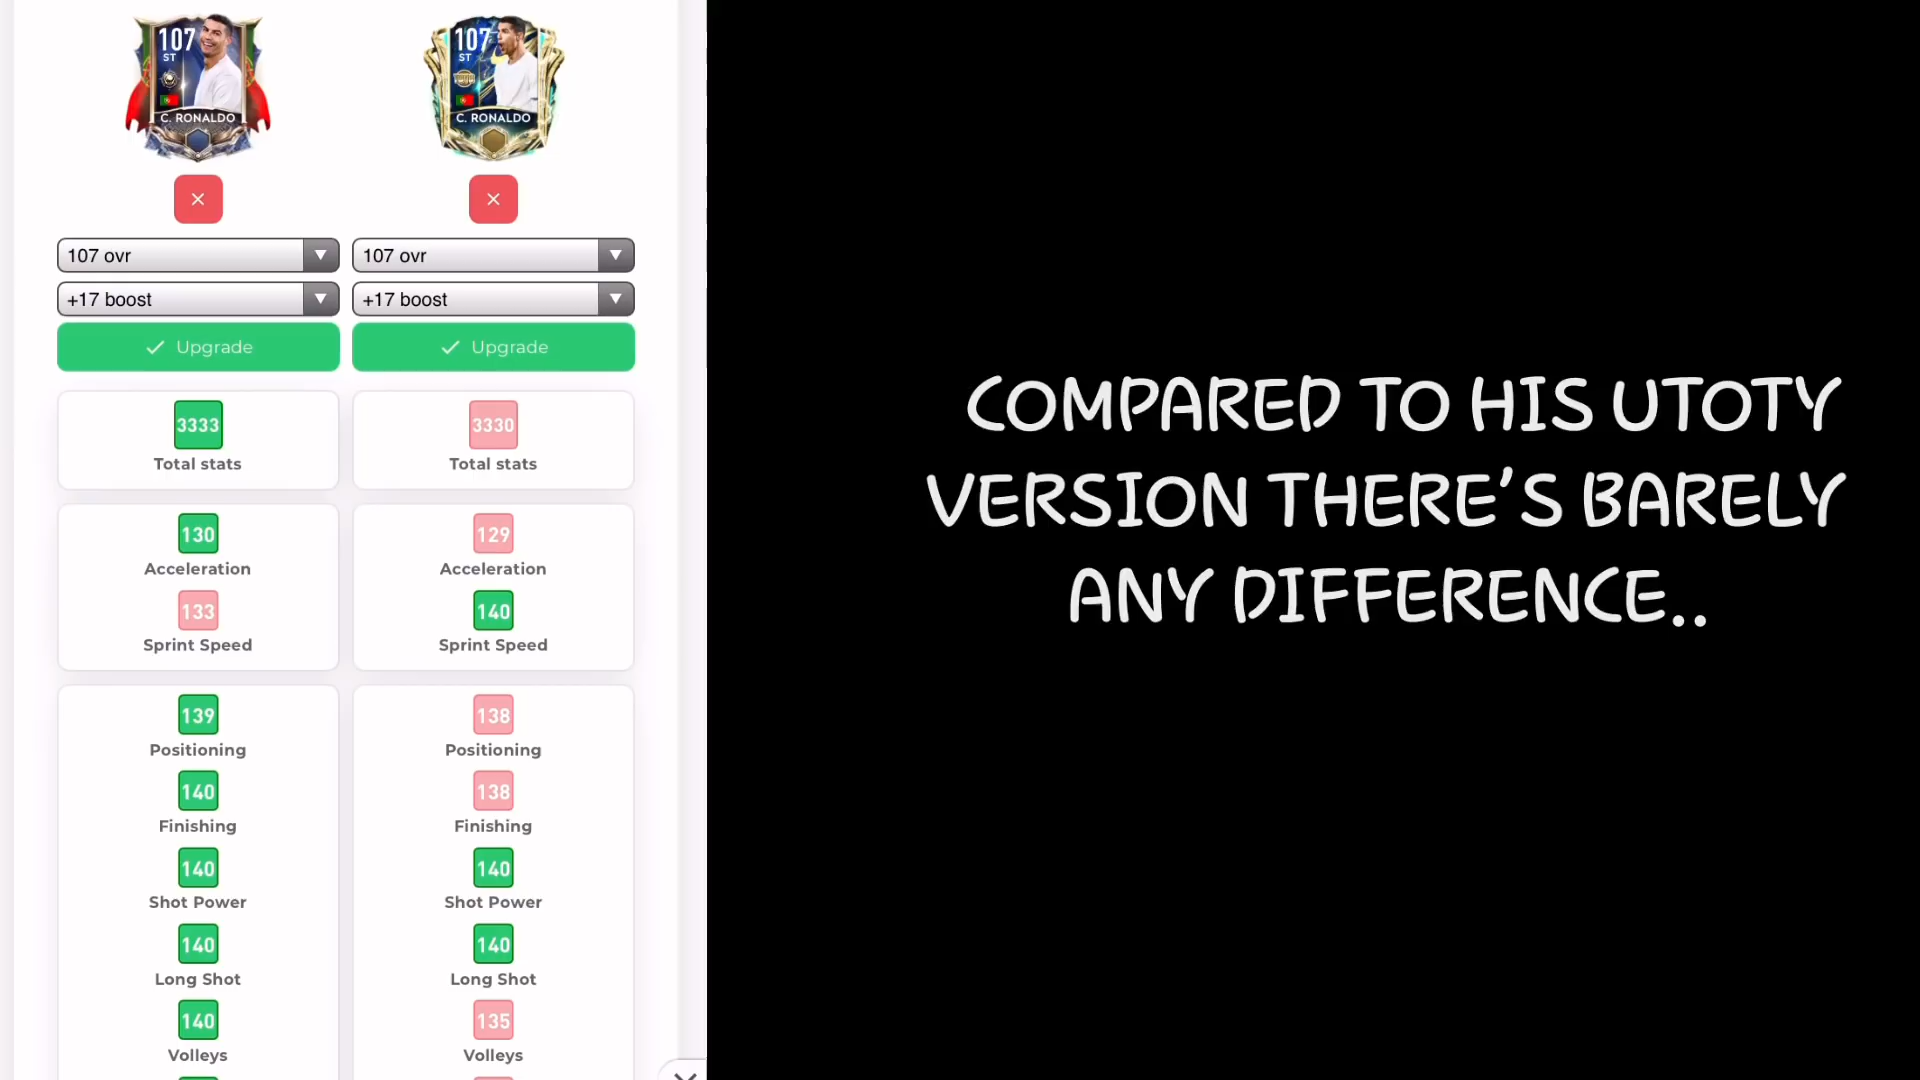 107 107
ST ST
C. RONALDO C. RONALDO
107 ovr 107 ovr
+17 boost +17 boost
Upgrade Upgrade
3333 3330
Total stats Total stats
130 129
Acceleration Acceleration
133 140
Sprint Speed Sprint Speed
139 138
Positioning Positioning
140 138
Finishing Finishing
140 140
Shot Power Shot Power
140 140
Long Shot Long Shot
140 135
Volleys Volleys
COMPARED TO HIS UTOTY
VERSION THERE'S BARELY
ANY DIFFERENCE..